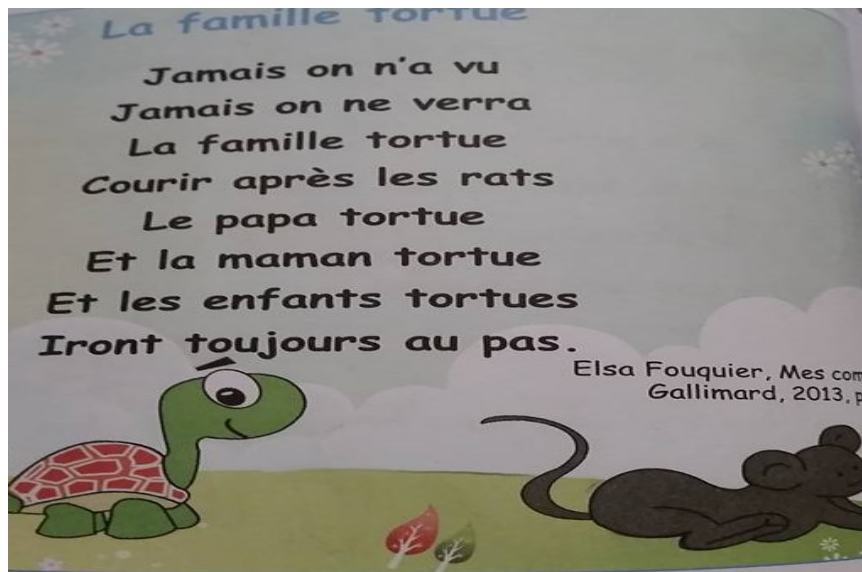 La famille tortue
Jamais on n'a vu
Jamais on ne verra
La famille tortue
Courir après les rats
Le papa tortue
Et la maman tortue
Et les enfants tortues
Iront toujours au pas.
Elsa Fouquier, Mes
Gallimard, 2013,